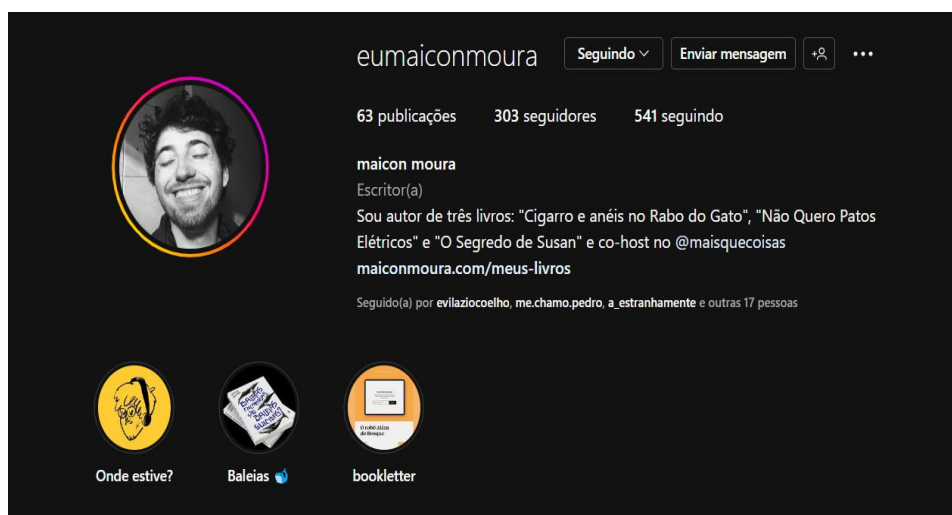 eumaiconmoura Seguindo Enviar mensagem
63 publicações 303 seguidores 541 seguindo
maicon moura
Escritor(a)
Sou autor de três livros: "Cigarro e anéis no Rabo do Gato", "Não Quero Patos
Elétricos" e "O Segredo de Susan" e co-host no @maisquecoisas
maiconmoura.com/meus-livros
Seguido(a) por evilaziocoelho, me.chamo.pedro, a_estranhamente e outras 17 pessoas
Onde estive? Baleias bookletter